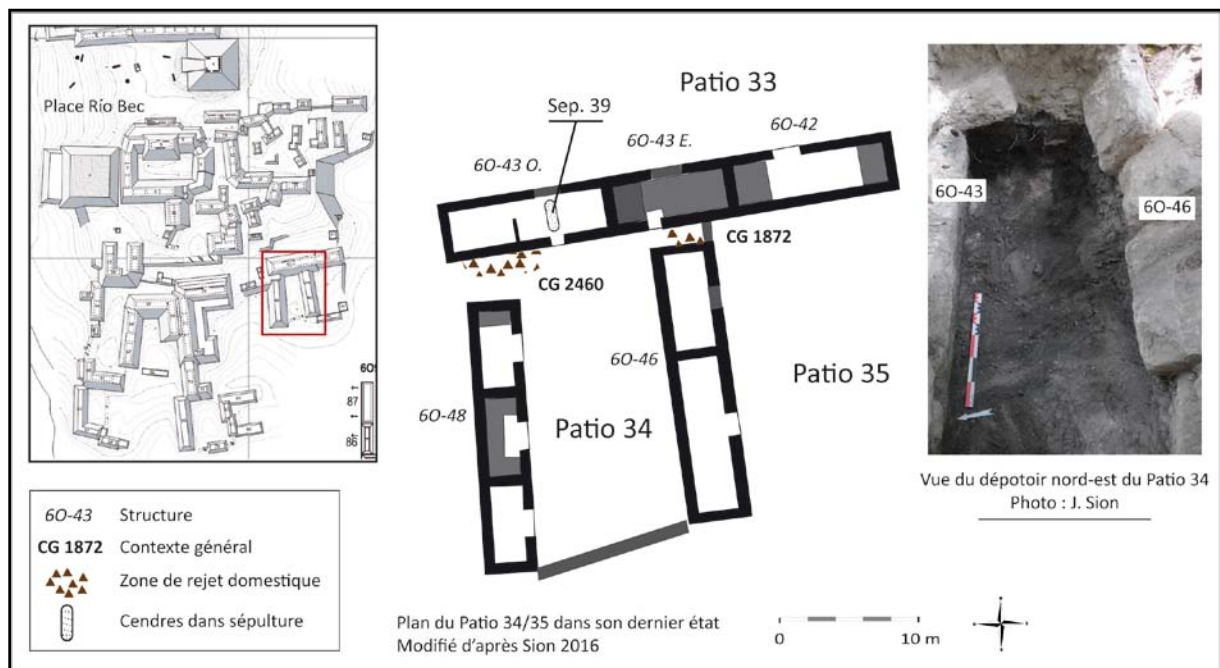 Place Río Bec
87
86
Patio 33
Sep. 39
6O-43 O.
6O-43 E.
6O-42
CG 1872
CG 2460
6O-46
6O-48
Patio 34
Patio 35
6O-43
6O-46
Vue du dépotoir nord-est du Patio 34
Photo : J. Sion
6O-43 Structure
CG 1872 Contexte général
Zone de rejet domestique
Cendres dans sépulture
Plan du Patio 34/35 dans son dernier état
Modifié d'après Sion 2016
0 10 m